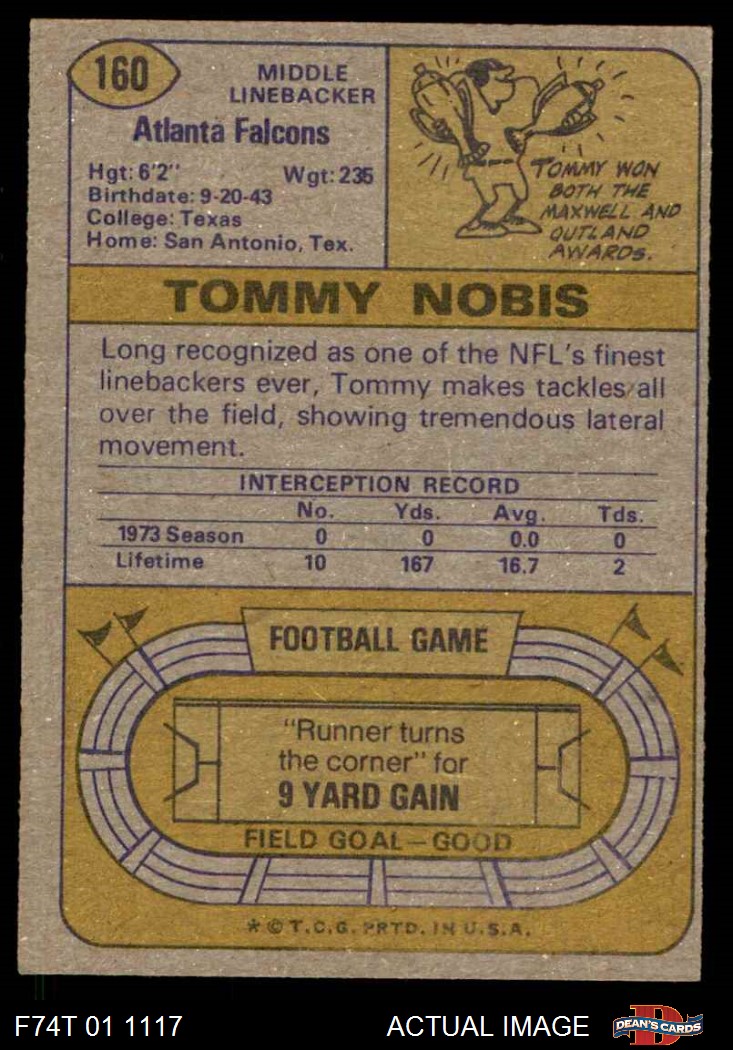 160
MIDDLE
LINEBACKER
Atlanta Falcons
Hgt: 6'2" Wgt: 235
Birthdate: 9-20-43
College: Texas
Home: San Antonio, Tex.
TOMMY WON
BOTH THE
MAXWELL AND
OUTLAND
AWARDS.
TOMMY NOBIS
Long recognized as one of the NFL's finest
linebackers ever, Tommy makes tackles all
over the field, showing tremendous lateral
movement.
INTERCEPTION RECORD
No. Yds. Avg. Tds.
1973 Season 0 0 0.0 0
Lifetime 10 167 16.7 2
FOOTBALL GAME
"Runner turns
the corner" for
9 YARD GAIN
FIELD GOAL—GOOD
* © T.C.G. PRTD. IN U.S.A.
F74T 01 1117 ACTUAL IMAGE D DEAN'S CARDS